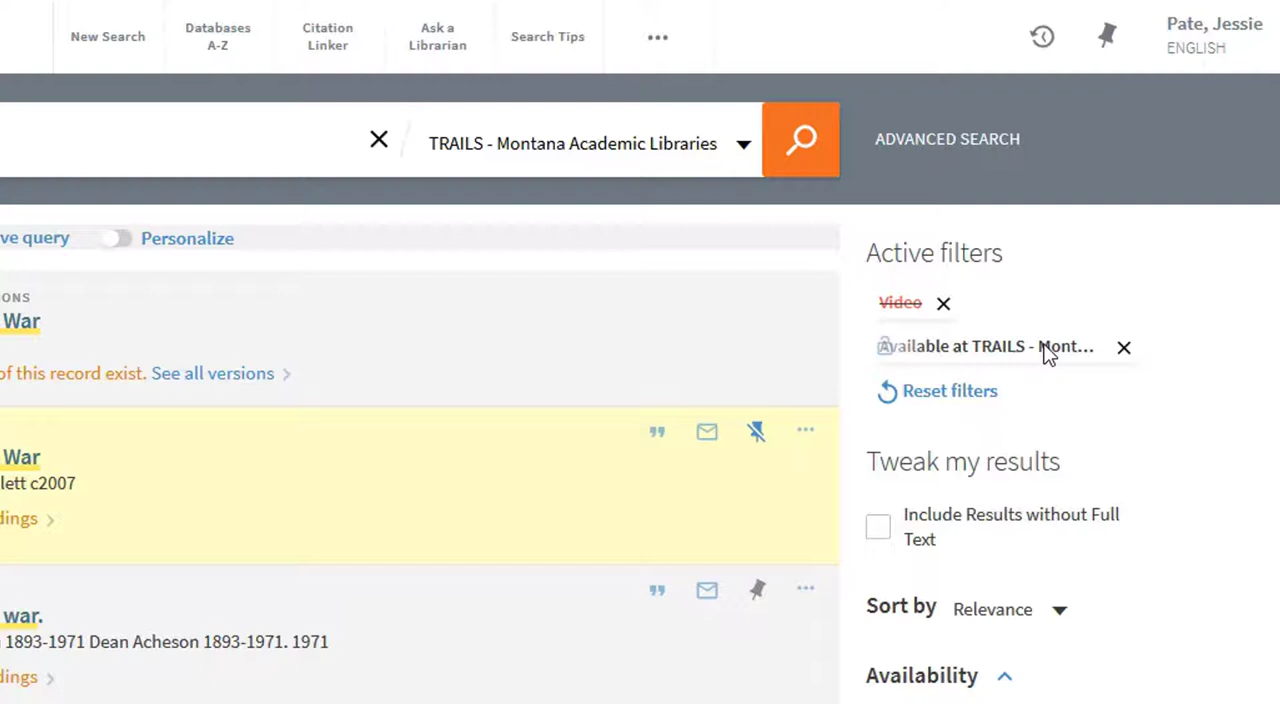 New Search
Databases
A-Z
Citation
Linker
Ask a
Librarian
Search Tips
Pate, Jessie
ENGLISH
TRAILS - Montana Academic Libraries
ADVANCED SEARCH
ve query
Personalize
ONS
War
of this record exist. See all versions
War
lett c2007
dings
war.
1893-1971 Dean Acheson 1893-1971. 1971
dings
Active filters
Video
Available at TRAILS - Mont...
Reset filters
Tweak my results
Include Results without Full
Text
Sort by Relevance
Availability